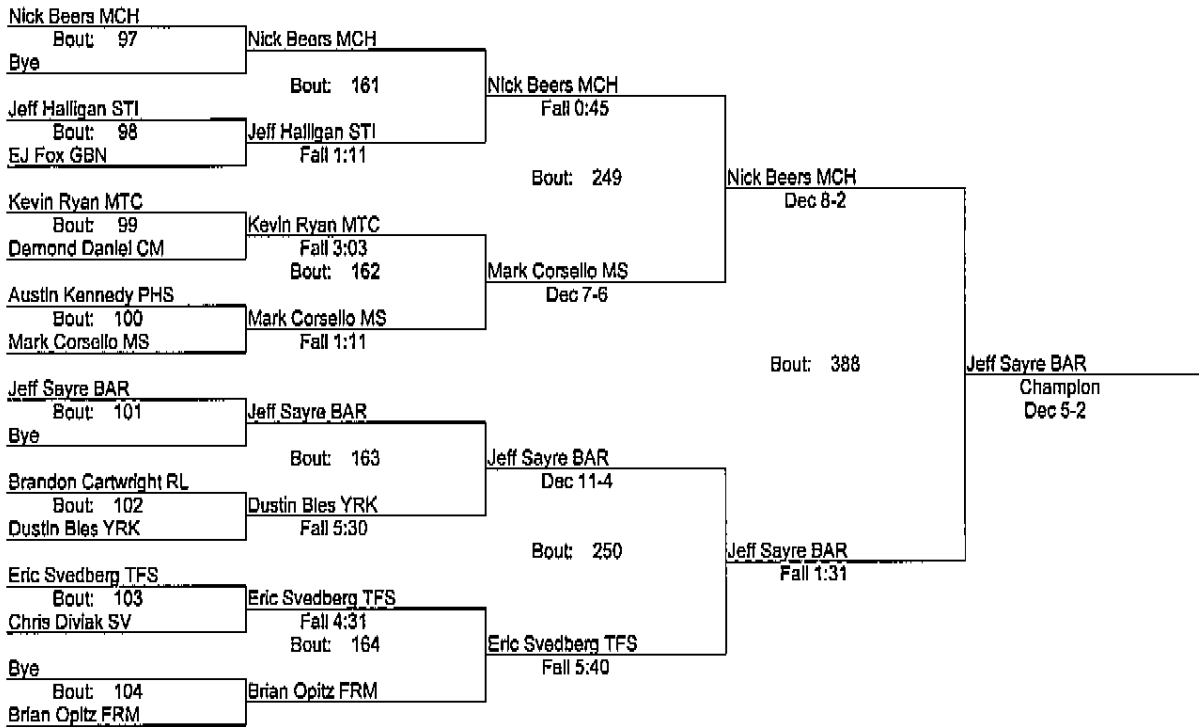 Nick Beers MCH
Bout: 97
Bye
Nick Beers MCH
Bout: 161
Jeff Halligan STI
Bout: 98
EJ Fox GBN
Jeff Halligan STI
Fall 1:11
Nick Beers MCH
Fall 0:45
Bout: 249
Kevin Ryan MTC
Bout: 99
Demond Daniel CM
Kevin Ryan MTC
Fall 3:03
Bout: 162
Austin Kennedy PHS
Bout: 100
Mark Corsello MS
Mark Corsello MS
Fall 1:11
Mark Corsello MS
Dec 7-6
Nick Beers MCH
Dec 8-2
Bout: 388
Jeff Sayre BAR
Champion
Dec 5-2
Jeff Sayre BAR
Bout: 101
Bye
Jeff Sayre BAR
Bout: 163
Brandon Cartwright RL
Bout: 102
Dustin Bles YRK
Dustin Bles YRK
Fall 5:30
Jeff Sayre BAR
Dec 11-4
Bout: 250
Jeff Sayre BAR
Fall 1:31
Eric Svedberg TFS
Bout: 103
Chris Diviak SV
Eric Svedberg TFS
Fall 4:31
Bout: 164
Bye
Bout: 104
Brian Opitz FRM
Brian Opitz FRM
Eric Svedberg TFS
Fall 5:40